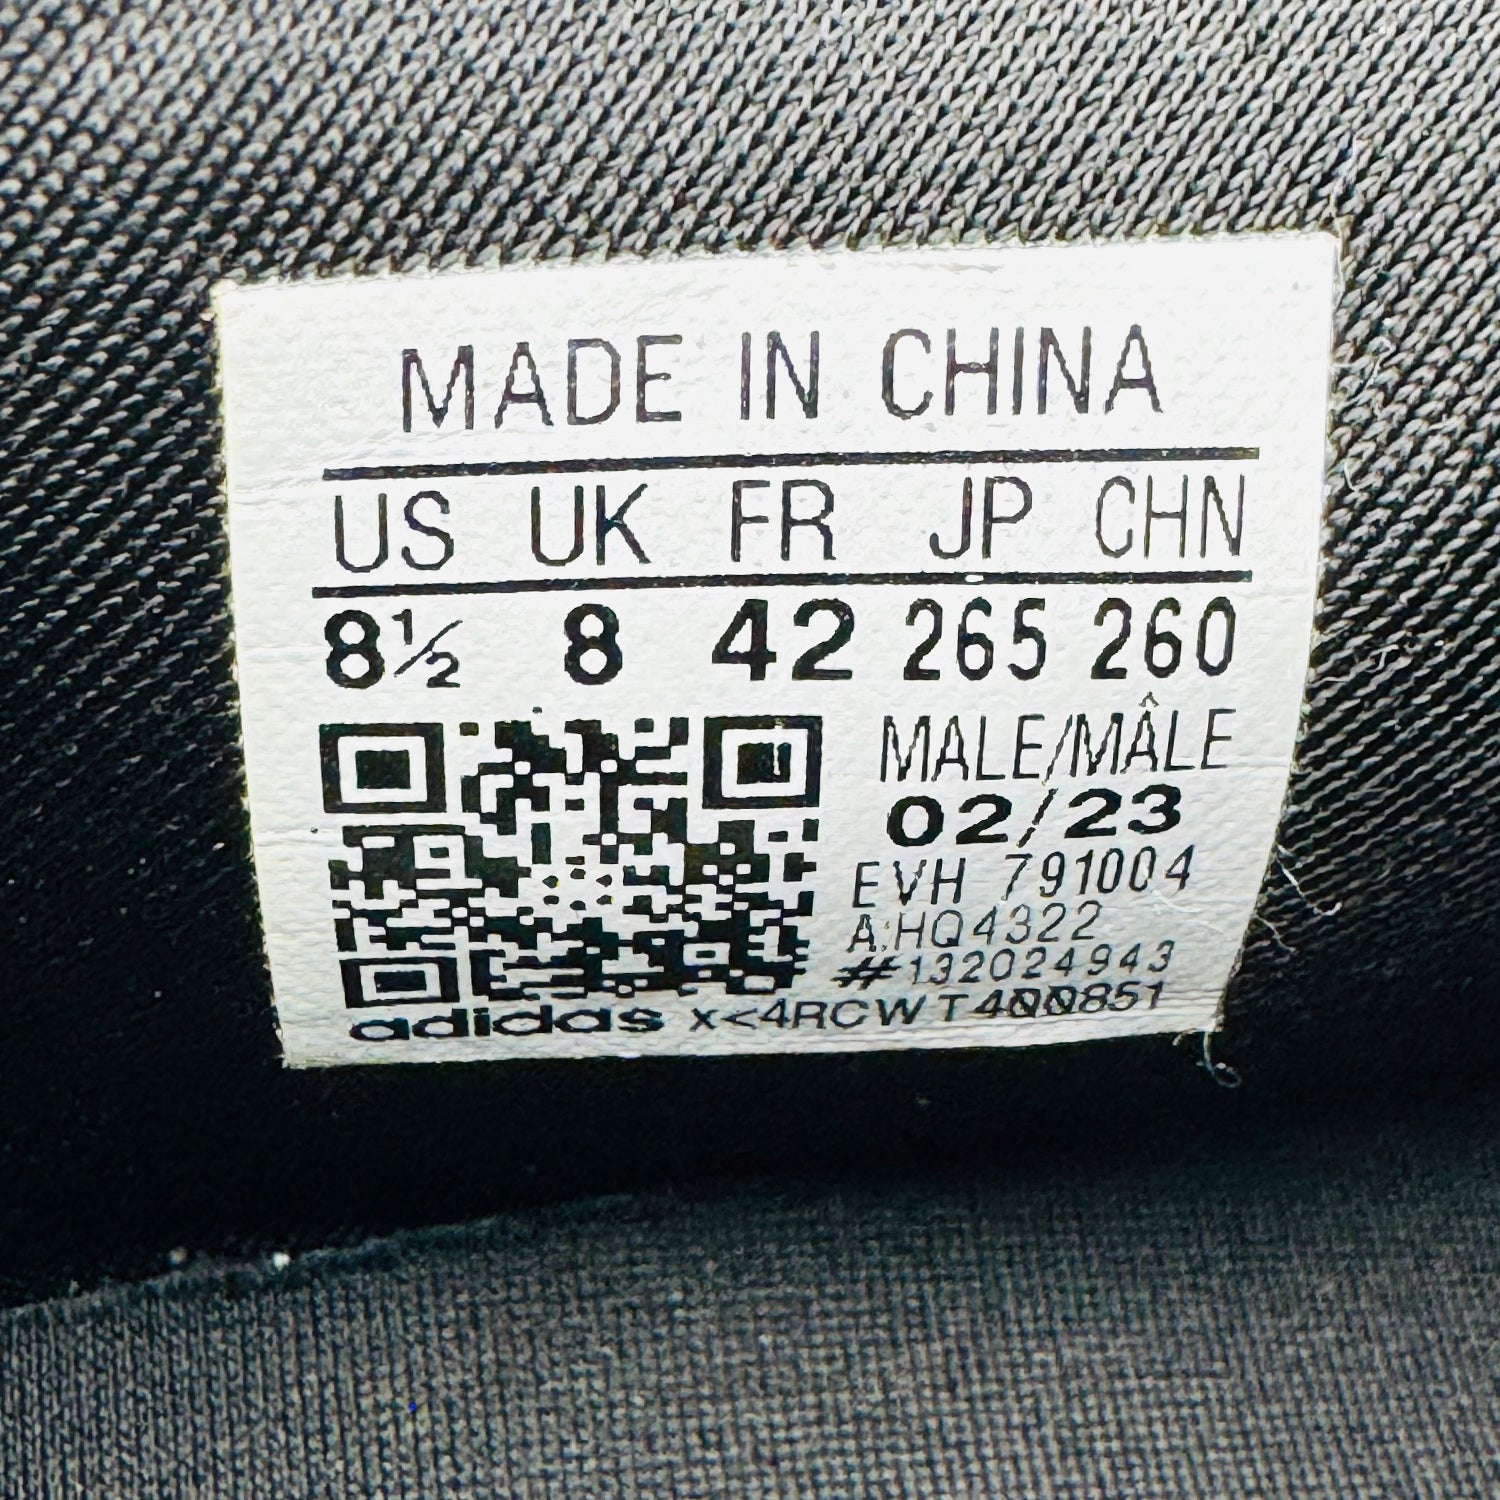 MADE IN CHINA
US UK FR JP CHN
8½ 8 42 265 260
MALE/MÂLE
02/23
EVH 791004
A:HQ4322
#132024943
adidas x<4RCWT400851